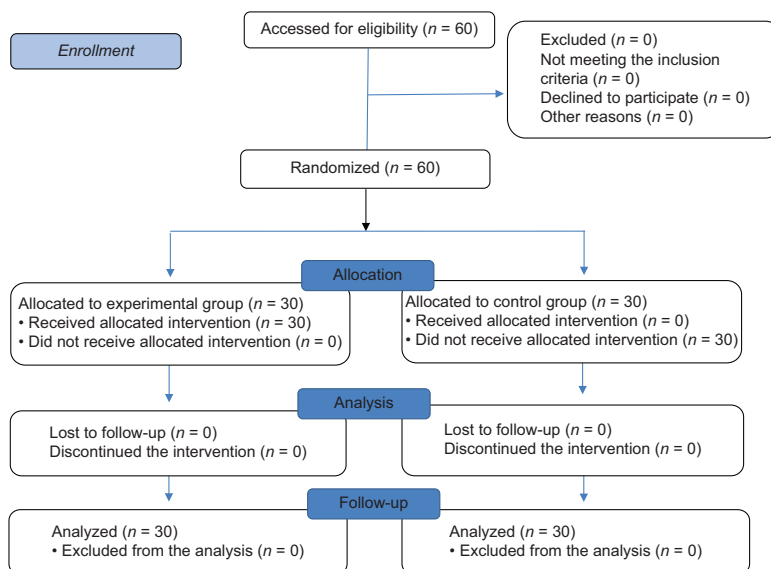 Accessed for eligibility (n = 60)
Enrollment
Excluded (n = 0)
Not meeting the inclusion
criteria (n = 0)
Declined to participate (n = 0)
Other reasons (n = 0)
Randomized (n = 60)
Allocation
Allocated to experimental group (n = 30)
• Received allocated intervention (n = 30)
• Did not receive allocated intervention (n = 0)
Allocated to control group (n = 30)
• Received allocated intervention (n = 0)
• Did not receive allocated intervention (n = 30)
Analysis
Lost to follow-up (n = 0)
Discontinued the intervention (n = 0)
Lost to follow-up (n = 0)
Discontinued the intervention (n = 0)
Follow-up
Analyzed (n = 30)
• Excluded from the analysis (n = 0)
Analyzed (n = 30)
• Excluded from the analysis (n = 0)